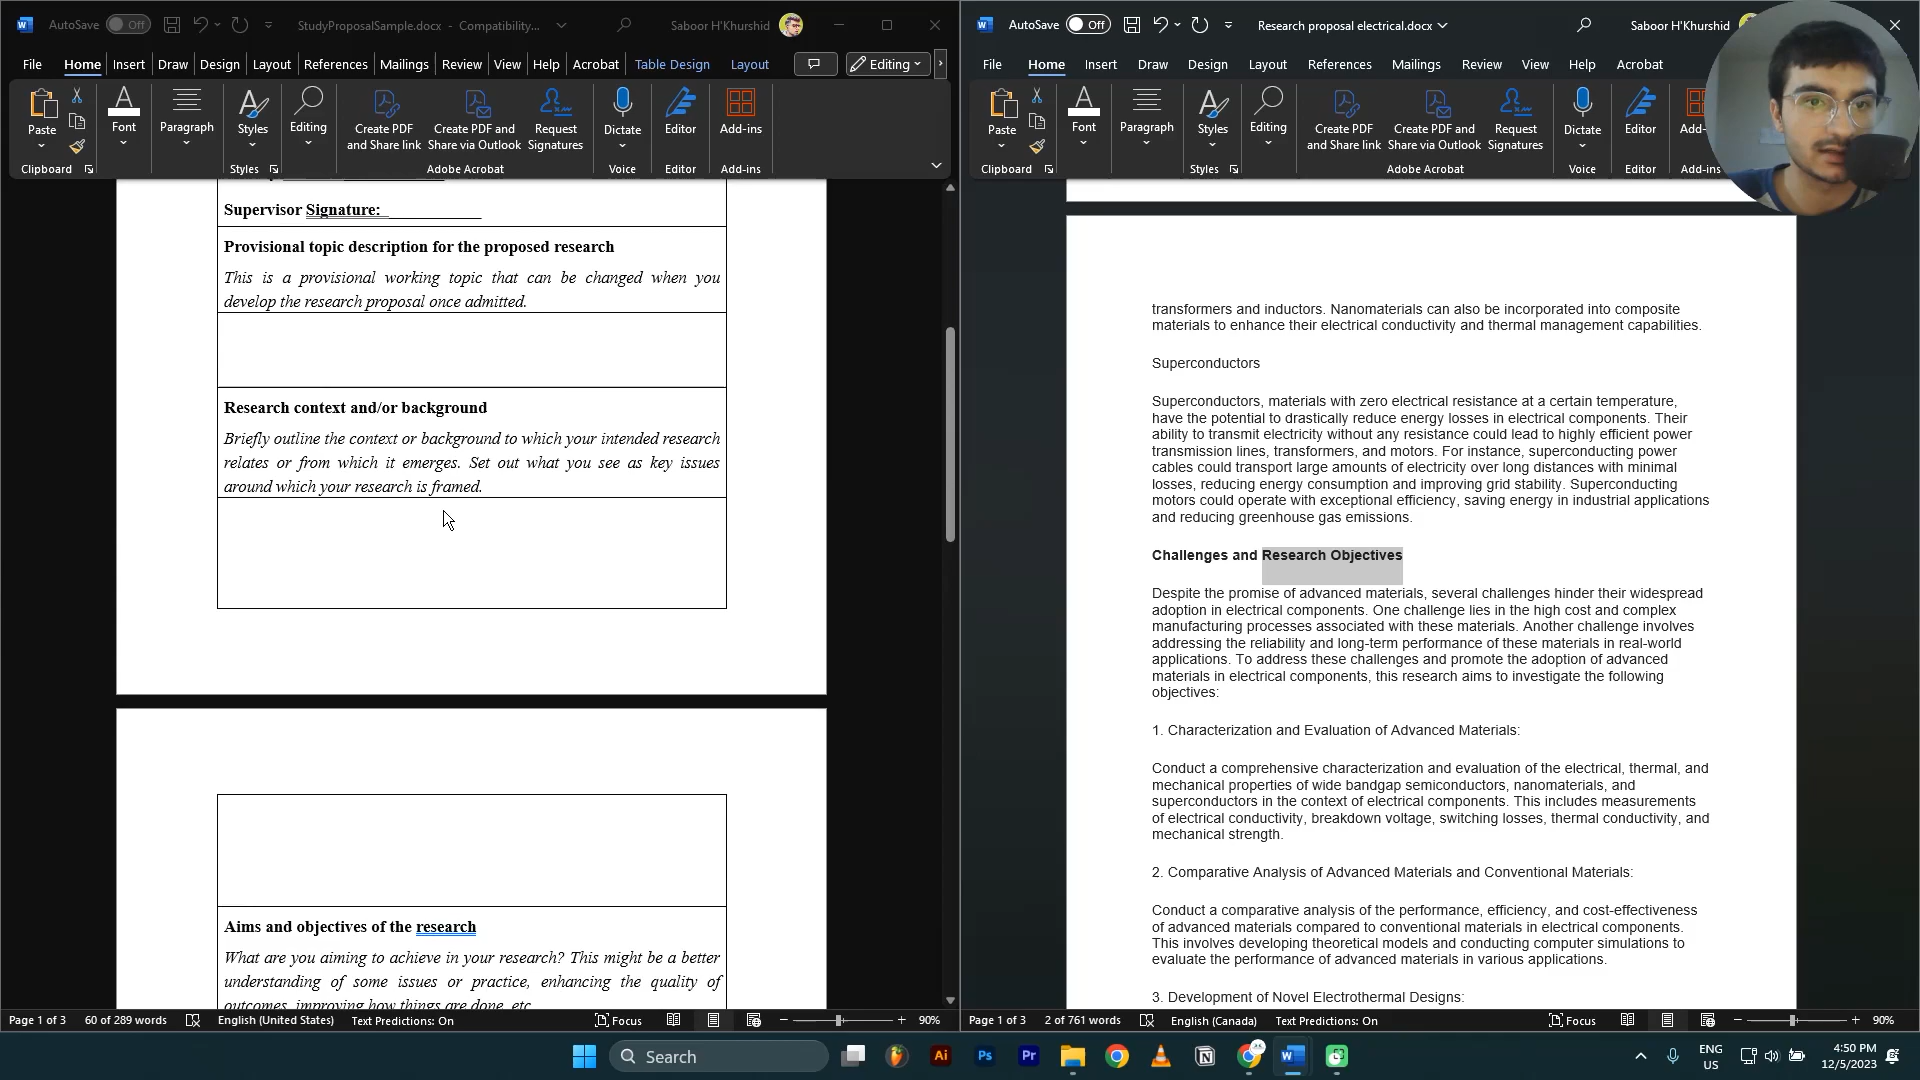 AutoSave Off StudyProposalSample.docx - Compatibility... Saboor H'Khurshid
File Home Insert Draw Design Layout References Mailings Review View Help Acrobat Table Design Layout Editing
Paste Font Paragraph Styles Editing Create PDF and Share link Create PDF and Share via Outlook Request Signatures Dictate Editor Add-ins
Clipboard Styles Adobe Acrobat Voice Editor Add-ins
Supervisor Signature:
Provisional topic description for the proposed research
This is a provisional working topic that can be changed when you
develop the research proposal once admitted.
Research context and/or background
Briefly outline the context or background to which your intended research
relates or from which it emerges. Set out what you see as key issues
around which your research is framed.
Aims and objectives of the research
What are you aiming to achieve in your research? This might be a better
understanding of some issues or practice, enhancing the quality of
outcomes, improving how things are done, etc
Page 1 of 3 60 of 289 words English (United States) Text Predictions: On Focus 90%
AutoSave Off Research proposal electrical.docx Saboor H'Khurshid
File Home Insert Draw Design Layout References Mailings Review View Help Acrobat
Paste Font Paragraph Styles Editing Create PDF and Share link Create PDF and Share via Outlook Request Signatures Dictate Editor Add-
Clipboard Styles Adobe Acrobat Voice Editor Add-ins
transformers and inductors. Nanomaterials can also be incorporated into composite
materials to enhance their electrical conductivity and thermal management capabilities.
Superconductors
Superconductors, materials with zero electrical resistance at a certain temperature,
have the potential to drastically reduce energy losses in electrical components. Their
ability to transmit electricity without any resistance could lead to highly efficient power
transmission lines, transformers, and motors. For instance, superconducting power
cables could transport large amounts of electricity over long distances with minimal
losses, reducing energy consumption and improving grid stability. Superconducting
motors could operate with exceptional efficiency, saving energy in industrial applications
and reducing greenhouse gas emissions.
Challenges and Research Objectives
Despite the promise of advanced materials, several challenges hinder their widespread
adoption in electrical components. One challenge lies in the high cost and complex
manufacturing processes associated with these materials. Another challenge involves
addressing the reliability and long-term performance of these materials in real-world
applications. To address these challenges and promote the adoption of advanced
materials in electrical components, this research aims to investigate the following
objectives:
1. Characterization and Evaluation of Advanced Materials:
Conduct a comprehensive characterization and evaluation of the electrical, thermal, and
mechanical properties of wide bandgap semiconductors, nanomaterials, and
superconductors in the context of electrical components. This includes measurements
of electrical conductivity, breakdown voltage, switching losses, thermal conductivity, and
mechanical strength.
2. Comparative Analysis of Advanced Materials and Conventional Materials:
Conduct a comparative analysis of the performance, efficiency, and cost-effectiveness
of advanced materials compared to conventional materials in electrical components.
This involves developing theoretical models and conducting computer simulations to
evaluate the performance of advanced materials in various applications.
3. Development of Novel Electrothermal Designs:
Page 1 of 3 2 of 761 words English (Canada) Text Predictions: On Focus 90%
Search Ai Ps Pr ENG US 4:50 PM 12/5/2023